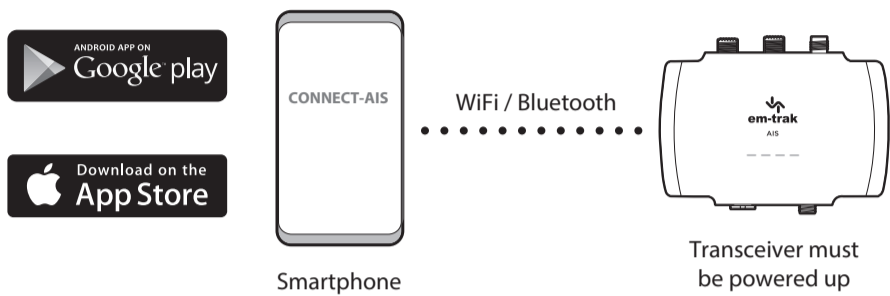 ANDROID APP ON
Google play
Download on the
App Store
CONNECT-AIS
Smartphone
WiFi / Bluetooth
em-trak
AIS
Transceiver must
be powered up